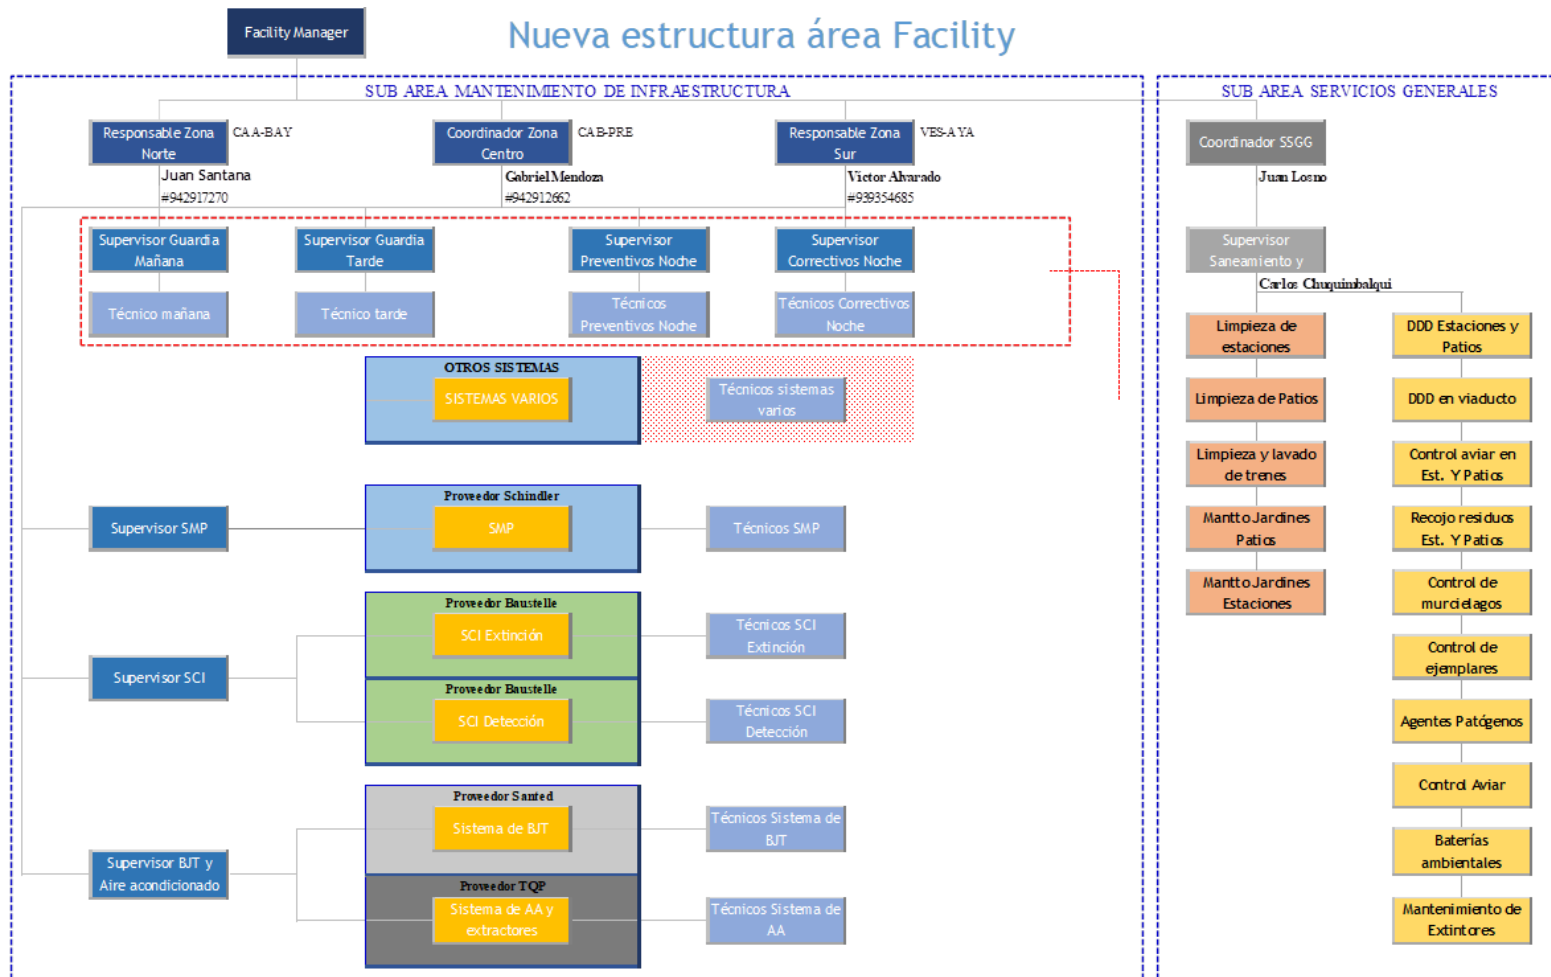 Facility Manager
Nueva estructura área Facility
SUB AREA MANTENIMIENTO DE INFRAESTRUCTURA
Responsable Zona
Norte
CAA-BAY
Juan Santana
#942917270
Coordinador Zona
Centro
CAB-PRE
Gabriel Mendoza
#942912662
Responsable Zona
Sur
VES-AYA
Victor Alvarado
#939354685
Supervisor Guardia
Mañana
Supervisor Guardia
Tarde
Supervisor
Preventivos Noche
Supervisor
Correctivos Noche
Técnico mañana
Técnico tarde
Técnicos
Preventivos Noche
Técnicos Correctivos
Noche
OTROS SISTEMAS
SISTEMAS VARIOS
Técnicos sistemas
varios
Supervisor SMP
Proveedor Schindler
SMP
Técnicos SMP
Supervisor SCI
Proveedor Baustelle
SCI Extinción
Técnicos SCI
Extinción
Proveedor Baustelle
SCI Detección
Técnicos SCI
Detección
Supervisor BJT y
Aire acondicionado
Proveedor Santed
Sistema de BJT
Técnicos Sistema de
BJT
Proveedor TQP
Sistema de AA y
extractores
Técnicos Sistema de
AA
SUB AREA SERVICIOS GENERALES
Coordinador SSGG
Juan Losno
Supervisor
Saneamiento y
Carlos Chuquimbalqui
Limpieza de
estaciones
Limpieza de Patios
Limpieza y lavado
de trenes
Mantto Jardines
Patios
Mantto Jardines
Estaciones
DDD Estaciones y
Patios
DDD en viaducto
Control aviar en
Est. Y Patios
Recojo residuos
Est. Y Patios
Control de
murcielagos
Control de
ejemplares
Agentes Patógenos
Control Aviar
Baterías
ambientales
Mantenimiento de
Extintores